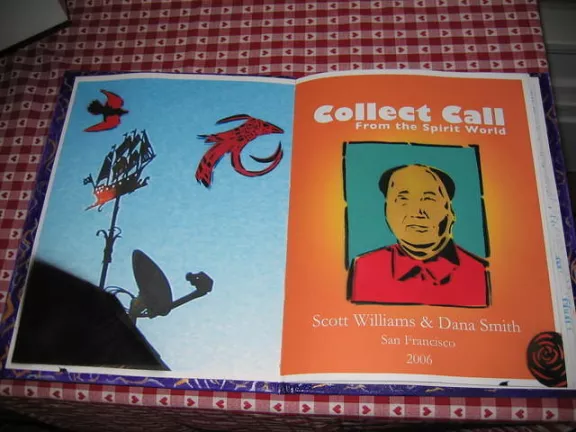 Collect Call
From the Spirit World
Scott Williams & Dana Smith
San Francisco
2006